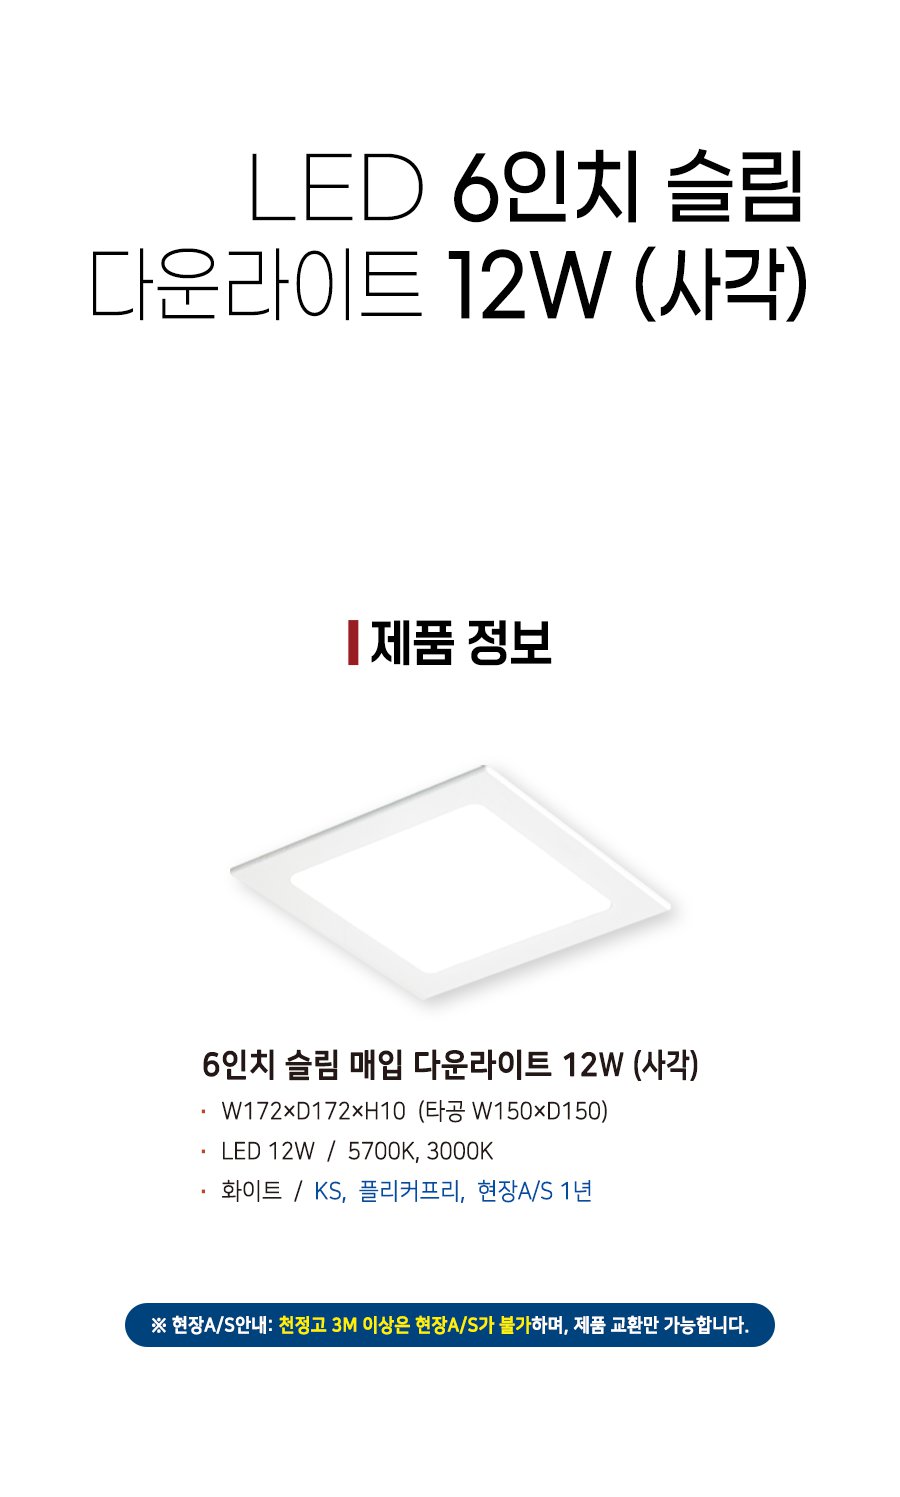 LED 6인치 슬림
다운라이트 12W (사각)
제품 정보
6인치 슬림 매입 다운라이트 12W (사각)
· W172×D172×H10 (타공 W150×D150)
· LED 12W / 5700K, 3000K
· 화이트 / KS, 플리커프리, 현장A/S 1년
※ 현장A/S안내: 천정고 3M 이상은 현장A/S가 불가하며, 제품 교환만 가능합니다.